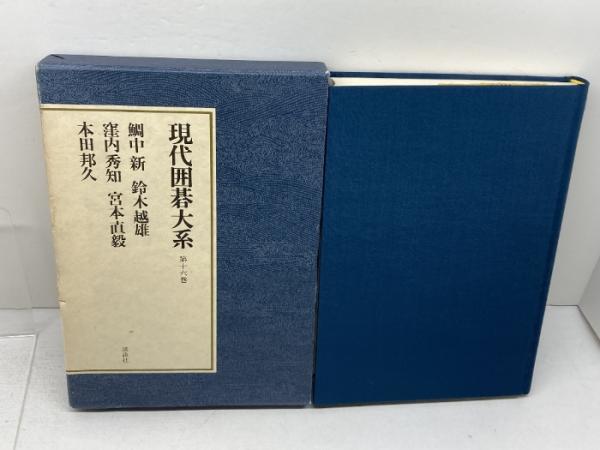 現代囲碁大系 第十六巻
鯛中新 鈴木越雄
窪内秀知 宮本直毅
本田邦久
講談社